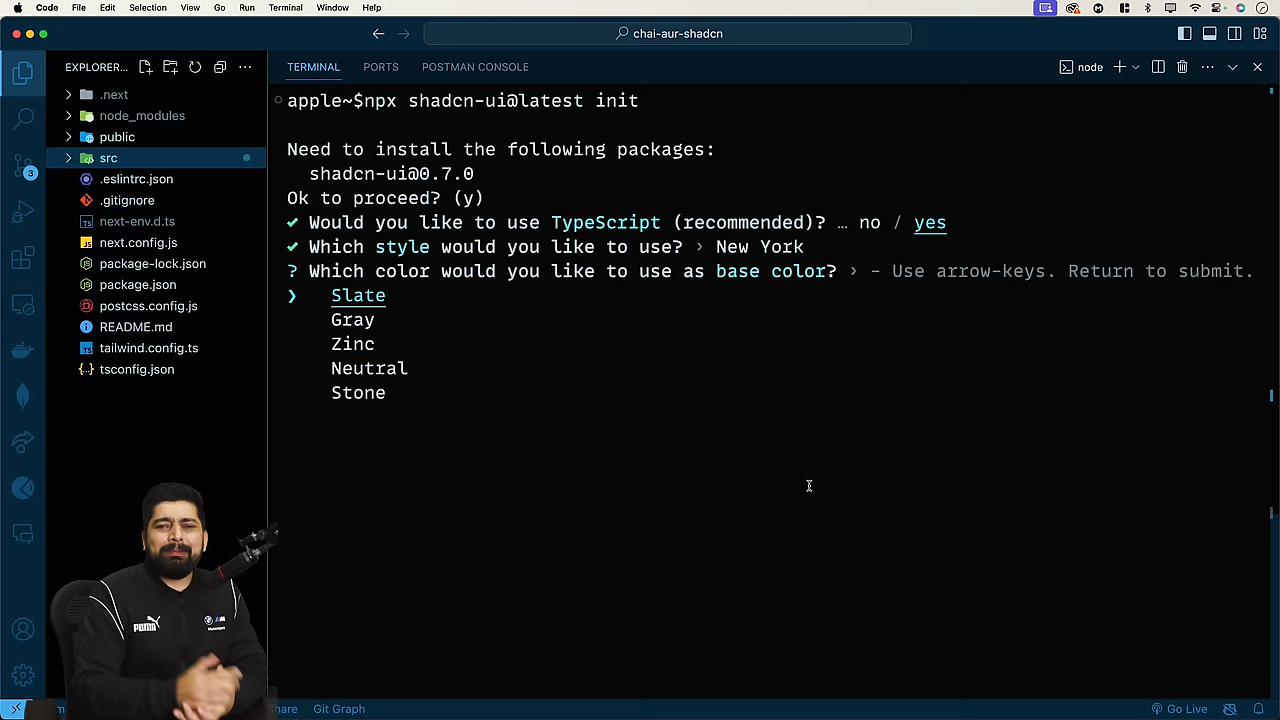 Code File Edit Selection View Go Run Terminal Window Help
chai-aur-shadcn
EXPLORER...
.next
node_modules
public
src
.eslintrc.json
.gitignore
next-env.d.ts
next.config.js
package-lock.json
package.json
postcss.config.js
README.md
tailwind.config.ts
tsconfig.json
3
TERMINAL PORTS POSTMAN CONSOLE
node
apple~$npx shadcn-ui@latest init
Need to install the following packages:
shadcn-ui@0.7.0
Ok to proceed? (y)
✔ Would you like to use TypeScript (recommended)? … no / yes
✔ Which style would you like to use? › New York
? Which color would you like to use as base color? › - Use arrow-keys. Return to submit.
❯ Slate
Gray
Zinc
Neutral
Stone
PUMA
Git Graph
Go Live